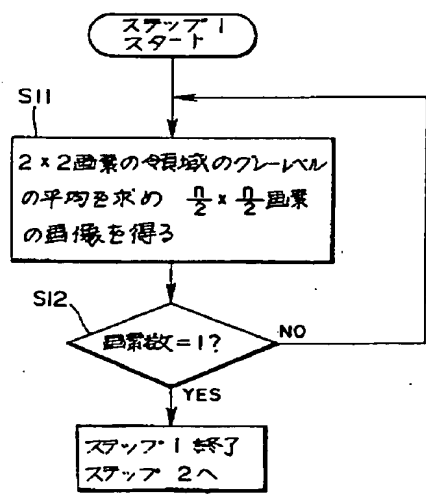 ステップ 1
スタート
S11
2×2画素の領域のグレーレベル
の平均を求め n/2 × n/2 画素
の画像を得る
S12
画素数=1?
NO
YES
ステップ 1 終了
ステップ 2へ